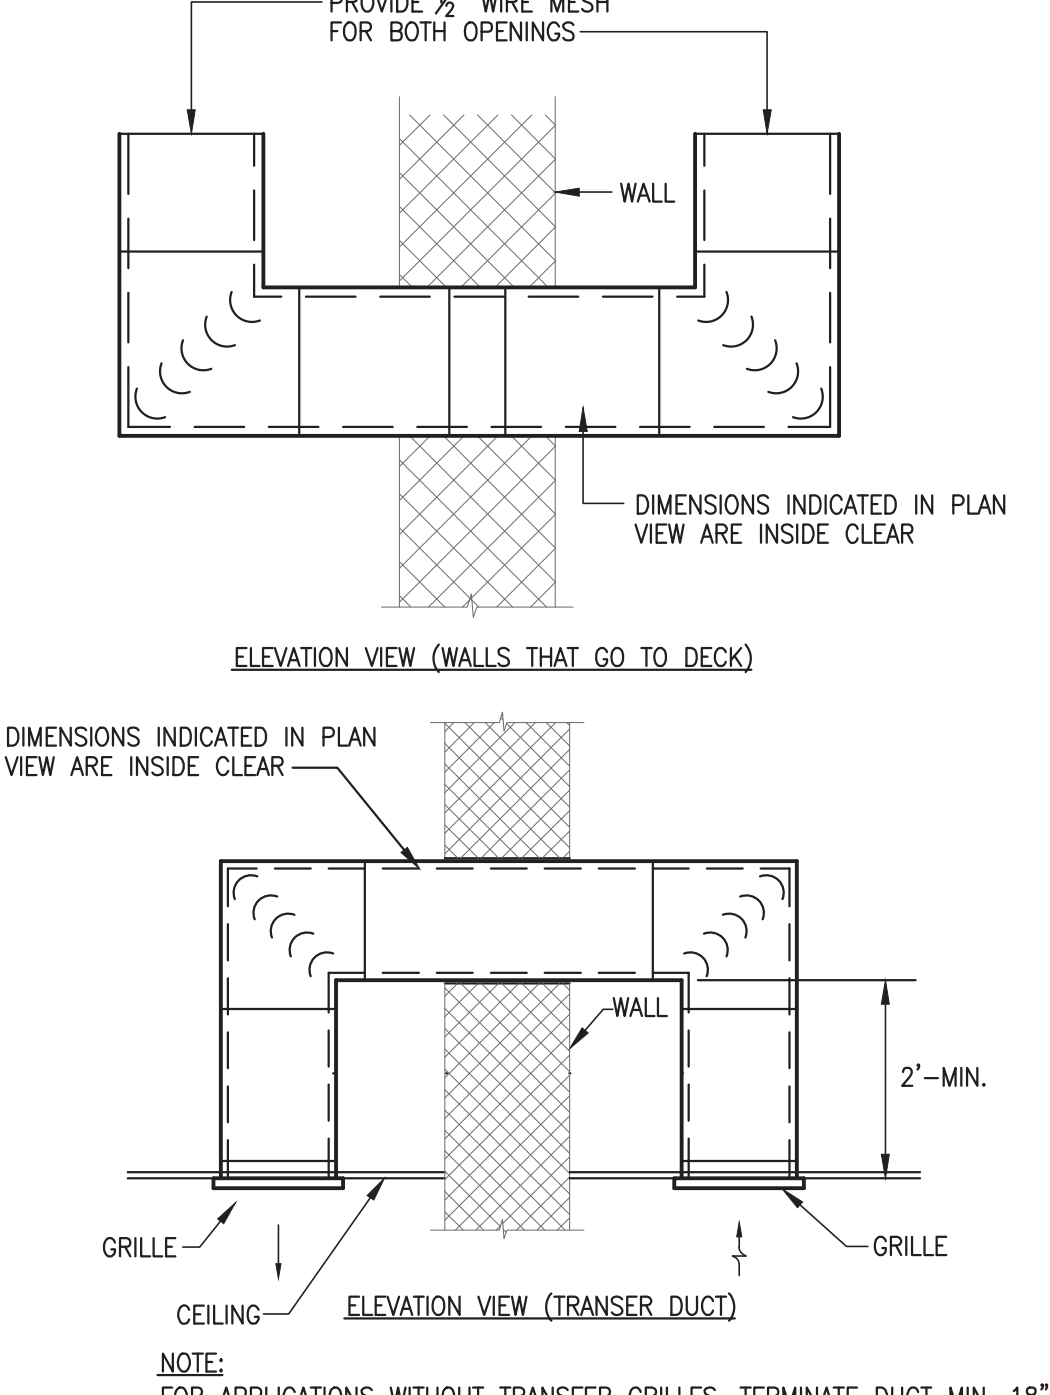 PROVIDE ½" WIRE MESH
FOR BOTH OPENINGS
WALL
DIMENSIONS INDICATED IN PLAN
VIEW ARE INSIDE CLEAR
ELEVATION VIEW (WALLS THAT GO TO DECK)
DIMENSIONS INDICATED IN PLAN
VIEW ARE INSIDE CLEAR
WALL
2'-MIN.
GRILLE
GRILLE
CEILING
ELEVATION VIEW (TRANSER DUCT)
NOTE:
FOR APPLICATIONS WITHOUT TRANSFER GRILLES, TERMINATE DUCT MIN. 18"